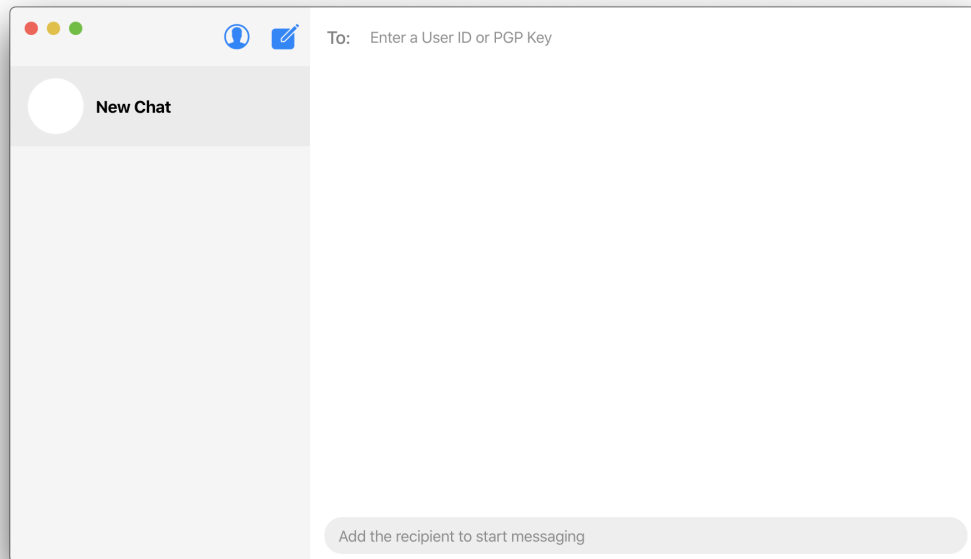 To: Enter a User ID or PGP Key
New Chat
Add the recipient to start messaging